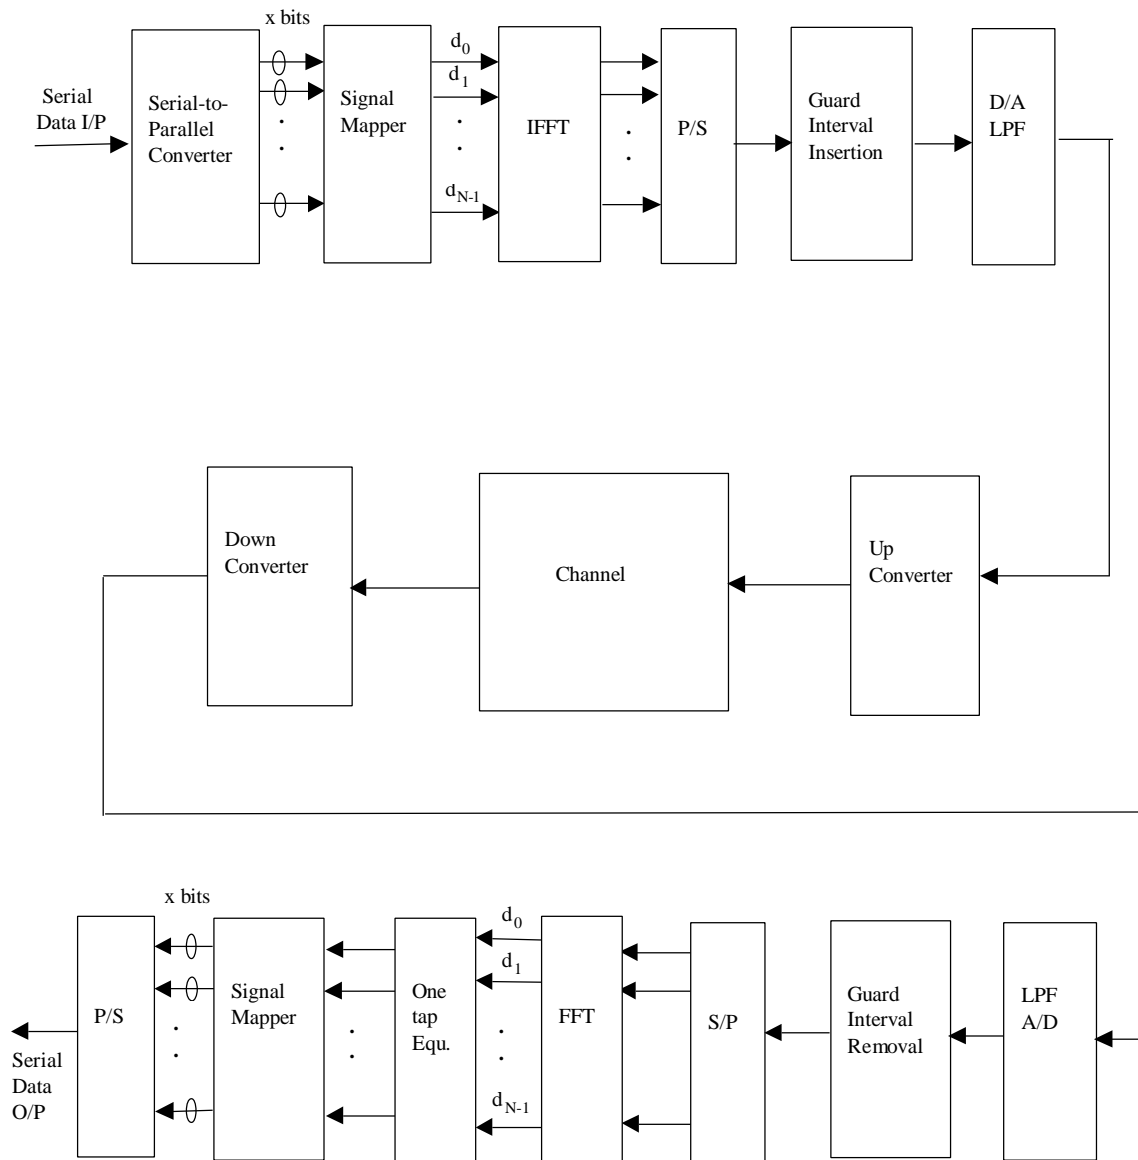 x bits
Serial
Data I/P
Serial-to-
Parallel
Converter
Signal
Mapper
d0
d1
dN-1
IFFT
P/S
Guard
Interval
Insertion
D/A
LPF
Down
Converter
Channel
Up
Converter
x bits
P/S
Serial
Data
O/P
Signal
Mapper
One
tap
Equ.
d0
d1
dN-1
FFT
S/P
Guard
Interval
Removal
LPF
A/D